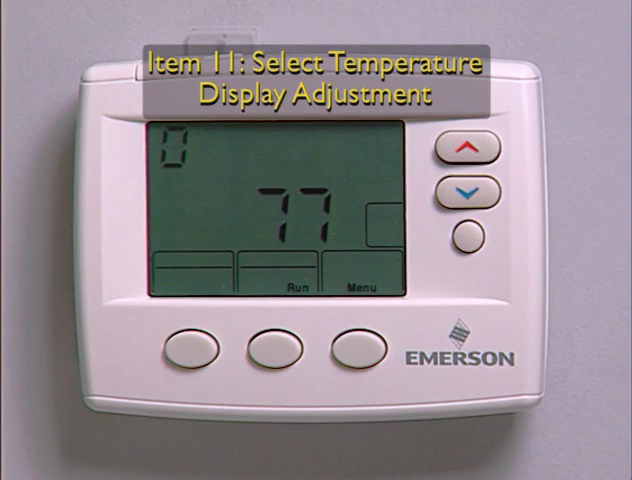 Item 11: Select Temperature
Display Adjustment
0
77
Run Menu
EMERSON